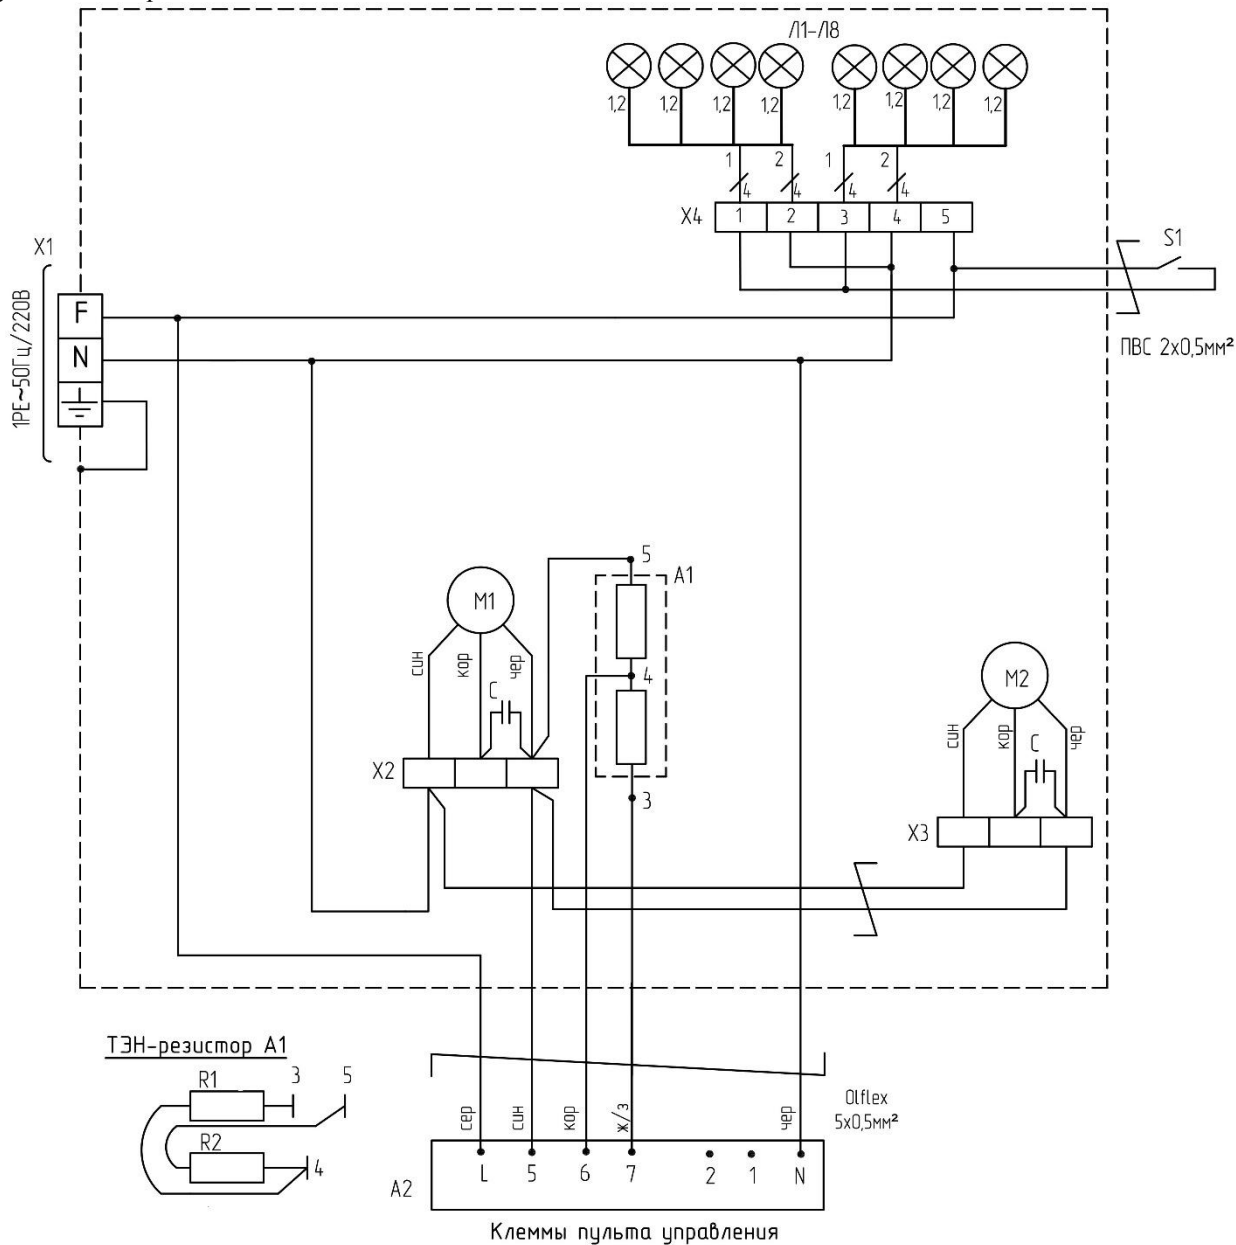 Л1-Л8
1,2 1,2 1,2 1,2 1,2 1,2 1,2 1,2
1 2 1 2
4 4 4 4
X4 1 2 3 4 5
S1
X1
F
N
1PE~50Гц/220В
ПВС 2х0,5мм²
5
A1
M1
син кор чер
4
C
X2
3
M2
син кор чер
C
X3
ТЭН-резистор А1
R1 3 5
R2
4
Olflex
5x0,5мм²
сер син кор ж/з чер
A2
L 5 6 7 2 1 N
Клеммы пульта управления